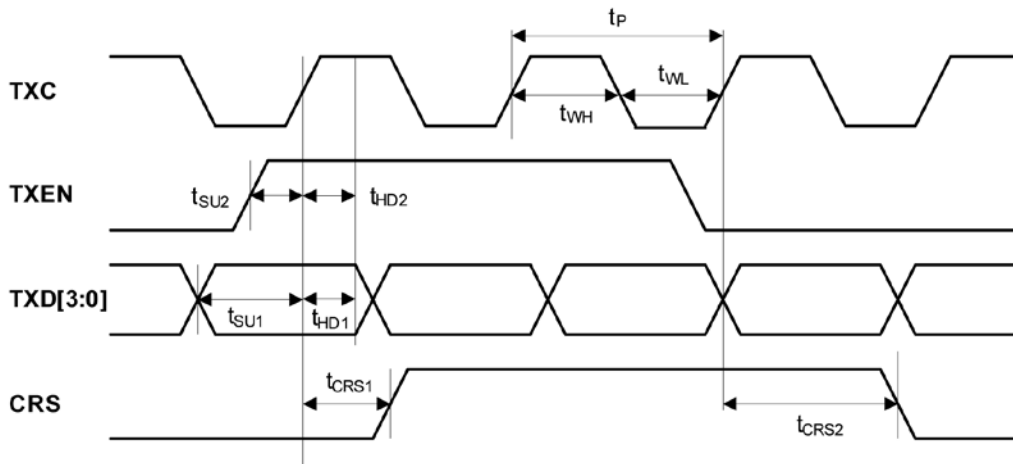 tP
TXC
tWL
tWH
TXEN
tSU2
tHD2
TXD[3:0]
tSU1
tHD1
tCRS1
CRS
tCRS2